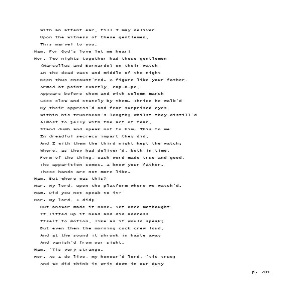 With an attent ear, till I may deliver,
Upon the witness of these gentlemen,
This marvel to you.
Ham. For God's love let me hear!
Hor. Two nights together had these gentlemen
(Marcellus and Bernardo) on their watch
In the dead vast and middle of the night
Been thus encount'red. A figure like your father,
Armed at point exactly, cap-a-pe,
Appears before them and with solemn march
Goes slow and stately by them. Thrice he walk'd
By their oppress'd and fear-surprised eyes,
Within his truncheon's length; whilst they distill'd
Almost to jelly with the act of fear,
Stand dumb and speak not to him. This to me
In dreadful secrecy impart they did,
And I with them the third night kept the watch;
Where, as they had deliver'd, both in time,
Form of the thing, each word made true and good,
The apparition comes. I knew your father.
These hands are not more like.
Ham. But where was this?
Hor. My lord, upon the platform where we watch'd.
Ham. Did you not speak to it?
Hor. My lord, I did;
But answer made it none. Yet once methought
It lifted up it head and did address
Itself to motion, like as it would speak;
But even then the morning cock crew loud,
And at the sound it shrunk in haste away
And vanish'd from our sight.
Ham. 'Tis very strange.
Hor. As I do live, my honour'd lord, 'tis true;
And we did think it writ down in our duty